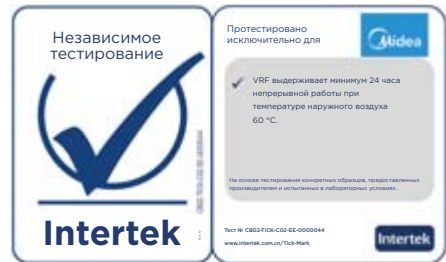 Независимое
тестирование
Intertek
Протестировано
исключительно для
Midea
VRF выдерживает минимум 24 часа
непрерывной работы при
температуре наружного воздуха
60 °C.
На основе тестирования конкретных образцов, предоставленных
производителем и испытанных в лабораторных условиях.
Тест № CB02-TICK-C02-EE-0000044
www.intertek.com.cn/Tick-Mark
Intertek